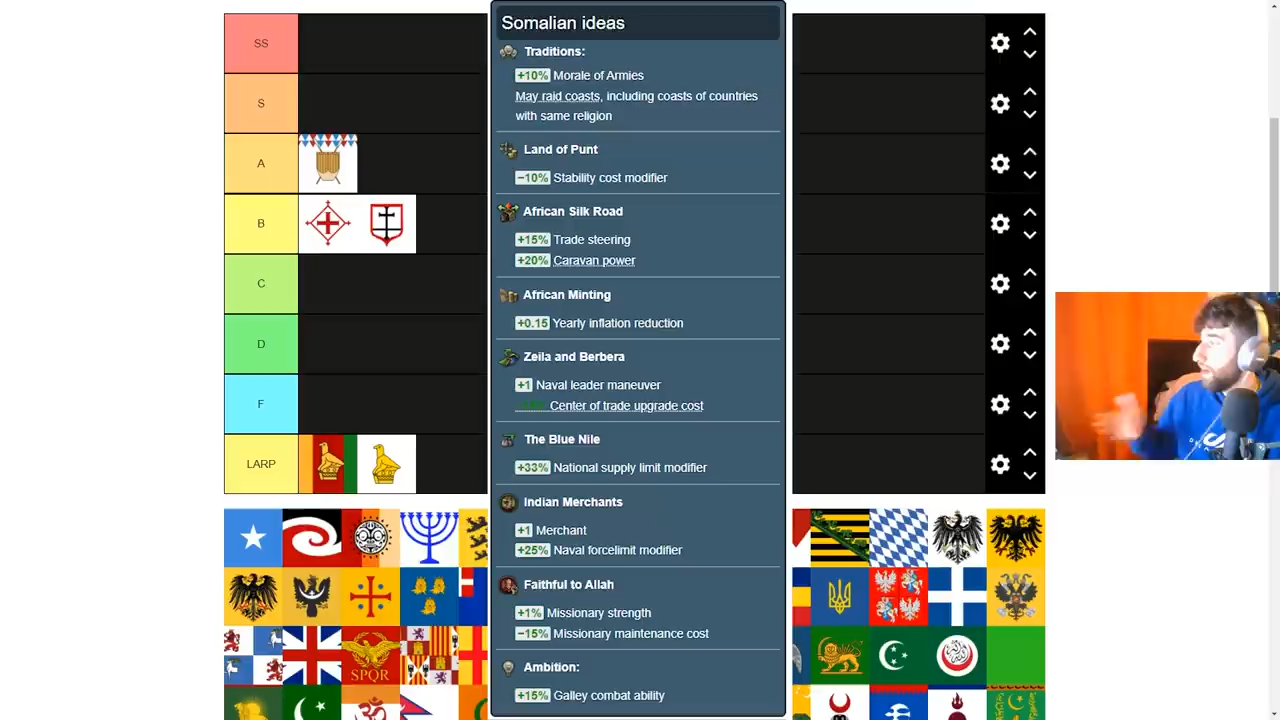 SS
S
A
B
C
D
F
LARP
Somalian ideas
Traditions:
+10% Morale of Armies
May raid coasts, including coasts of countries
with same religion
Land of Punt
−10% Stability cost modifier
African Silk Road
+15% Trade steering
+20% Caravan power
African Minting
+0.15 Yearly inflation reduction
Zeila and Berbera
+1 Naval leader maneuver
Center of trade upgrade cost
The Blue Nile
+33% National supply limit modifier
Indian Merchants
+1 Merchant
+25% Naval forcelimit modifier
Faithful to Allah
+1% Missionary strength
−15% Missionary maintenance cost
Ambition:
+15% Galley combat ability
SPQR